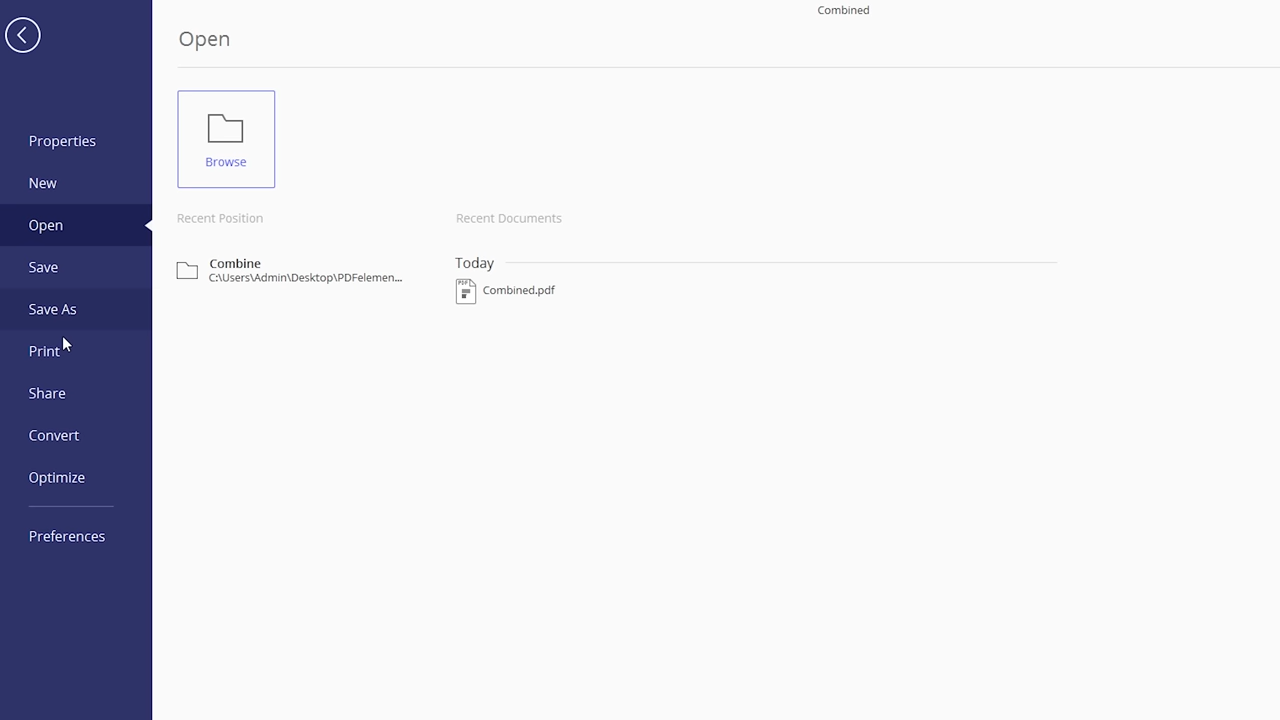 Combined
Open
Properties
New
Open
Save
Save As
Print
Share
Convert
Optimize
Preferences
Browse
Recent Position
Combine
C:\Users\Admin\Desktop\PDFelemen...
Recent Documents
Today
PDF
Combined.pdf